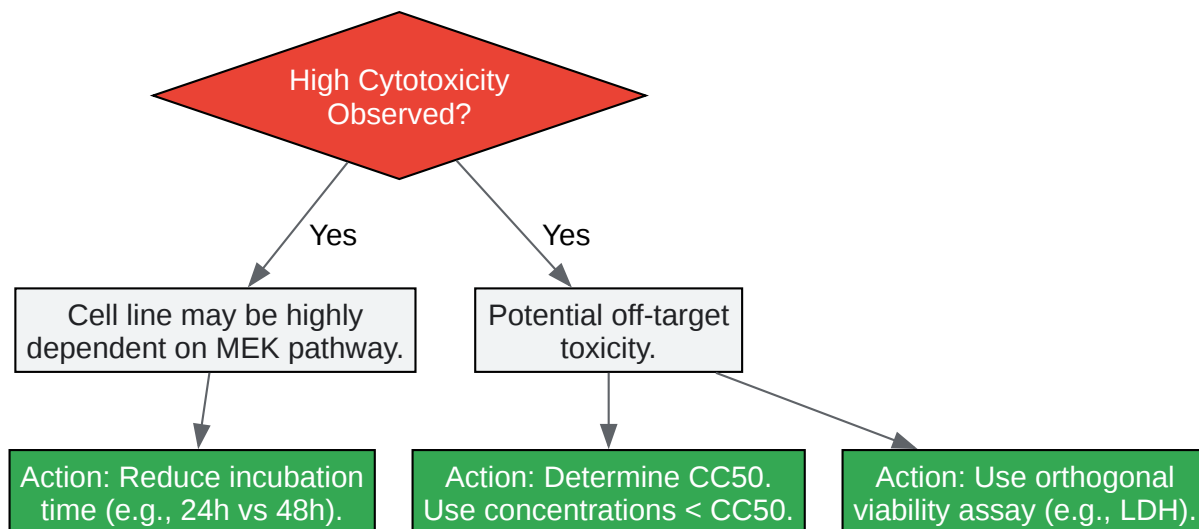 High Cytotoxicity
Observed?
Yes
Yes
Cell line may be highly
dependent on MEK pathway.
Potential off-target
toxicity.
Action: Reduce incubation
time (e.g., 24h vs 48h).
Action: Determine CC50.
Use concentrations < CC50.
Action: Use orthogonal
viability assay (e.g., LDH).